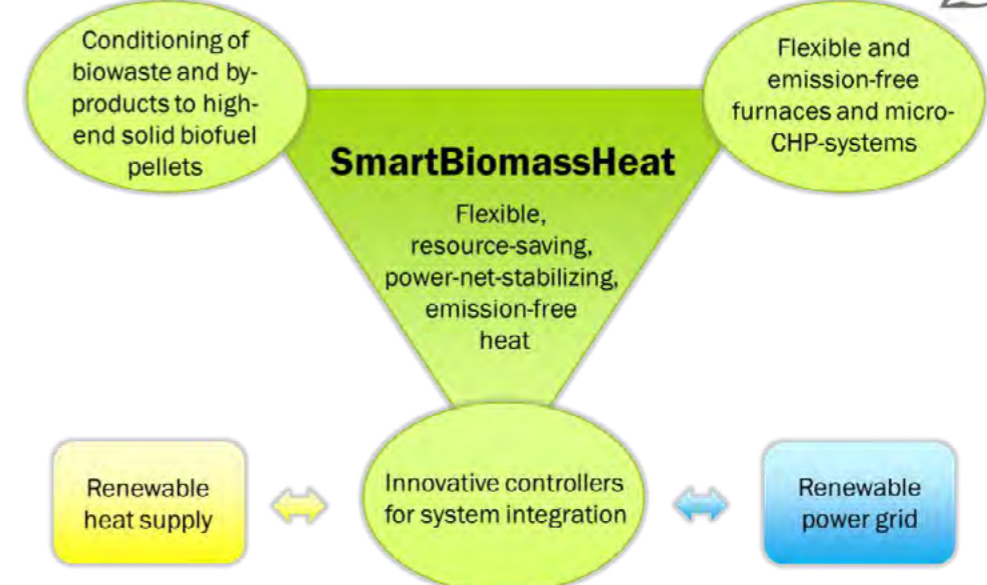 Conditioning of
biowaste and by-
products to high-
end solid biofuel
pellets
Flexible and
emission-free
furnaces and micro-
CHP-systems
SmartBiomassHeat
Flexible,
resource-saving,
power-net-stabilizing,
emission-free
heat
Renewable
heat supply
Innovative controllers
for system integration
Renewable
power grid